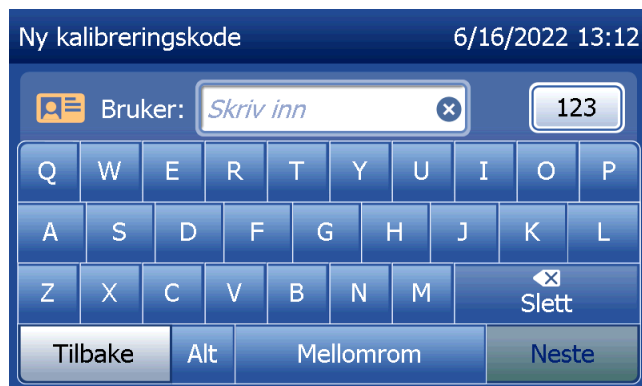 Ny kalibreringskode 6/16/2022 13:12
Bruker: Skriv inn 123
Q W E R T Y U I O P
A S D F G H J K L
Z X C V B N M Slett
Tilbake Alt Mellomrom Neste